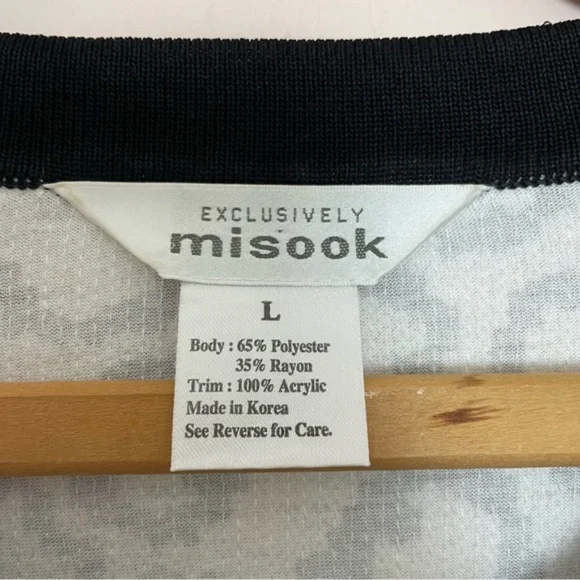 EXCLUSIVELY
misook
L
Body : 65% Polyester
35% Rayon
Trim : 100% Acrylic
Made in Korea
See Reverse for Care.